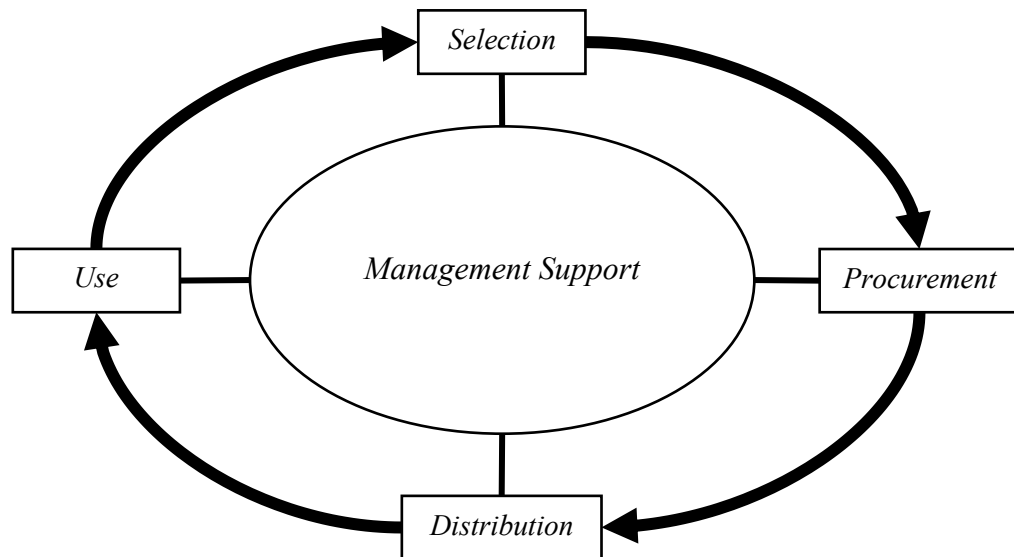 Selection
Use
Management Support
Procurement
Distribution